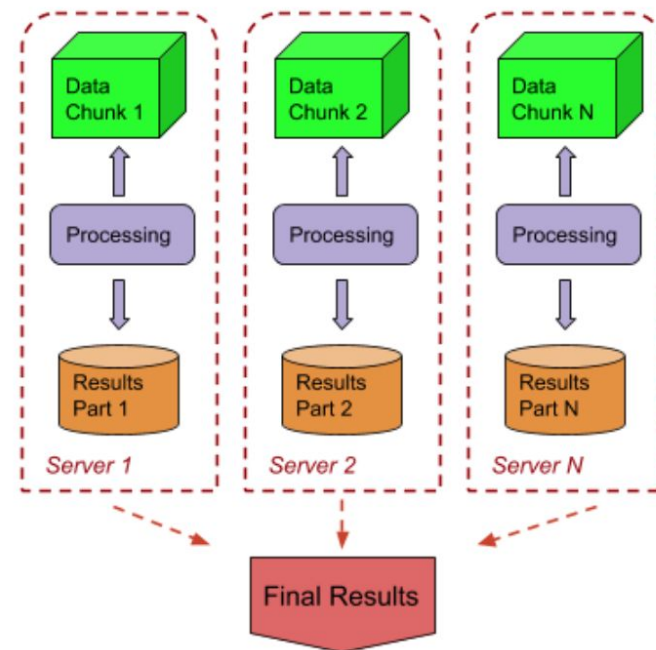 Data
Chunk 1
Processing
Results
Part 1
Server 1
Data
Chunk 2
Processing
Results
Part 2
Server 2
Data
Chunk N
Processing
Results
Part N
Server N
Final Results